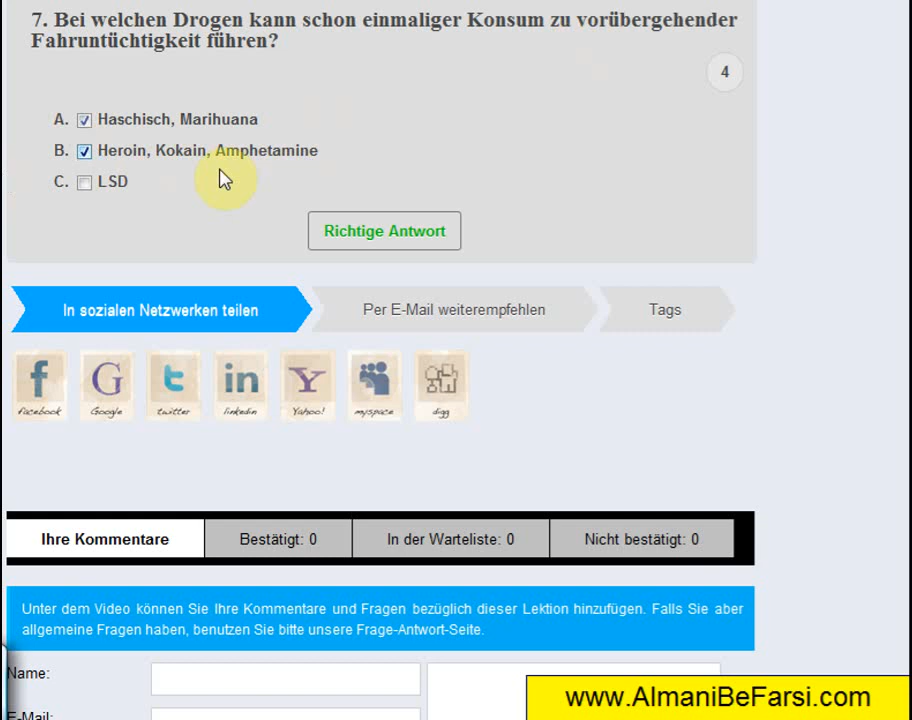 7. Bei welchen Drogen kann schon einmaliger Konsum zu vorübergehender
Fahruntüchtigkeit führen?
4
A. Haschisch, Marihuana
B. Heroin, Kokain, Amphetamine
C. LSD
Richtige Antwort
In sozialen Netzwerken teilen
Per E-Mail weiterempfehlen
Tags
facebook
Google
twitter
linkedin
Yahoo!
myspace
digg
Ihre Kommentare
Bestätigt: 0
In der Warteliste: 0
Nicht bestätigt: 0
Unter dem Video können Sie Ihre Kommentare und Fragen bezüglich dieser Lektion hinzufügen. Falls Sie aber
allgemeine Fragen haben, benutzen Sie bitte unsere Frage-Antwort-Seite.
Name:
www.AlmaniBeFarsi.com
E-Mail: